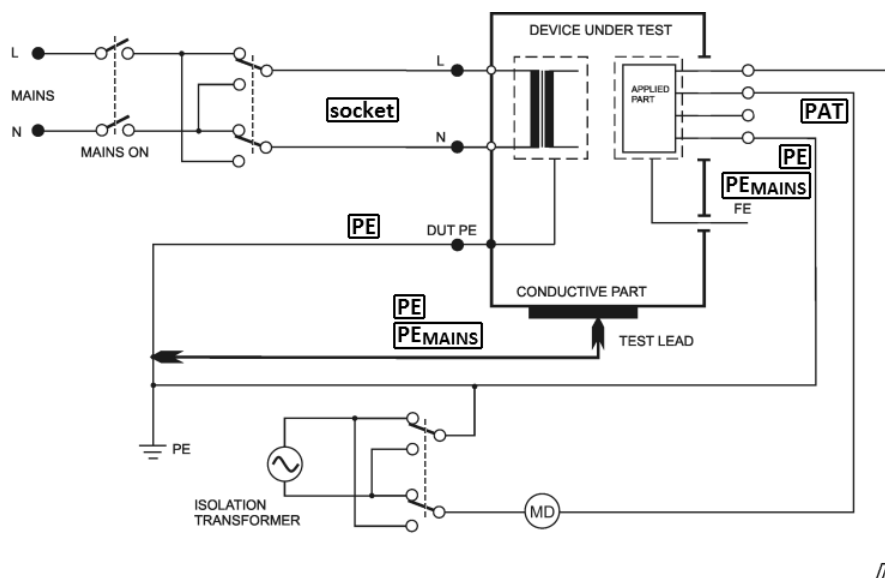 DEVICE UNDER TEST
L
L
MAINS
APPLIED
PART
socket
PAT
N
N
MAINS ON
PE
PEMAINS
FE
PE
DUT PE
CONDUCTIVE PART
PE
PEMAINS
TEST LEAD
PE
ISOLATION
TRANSFORMER
MD